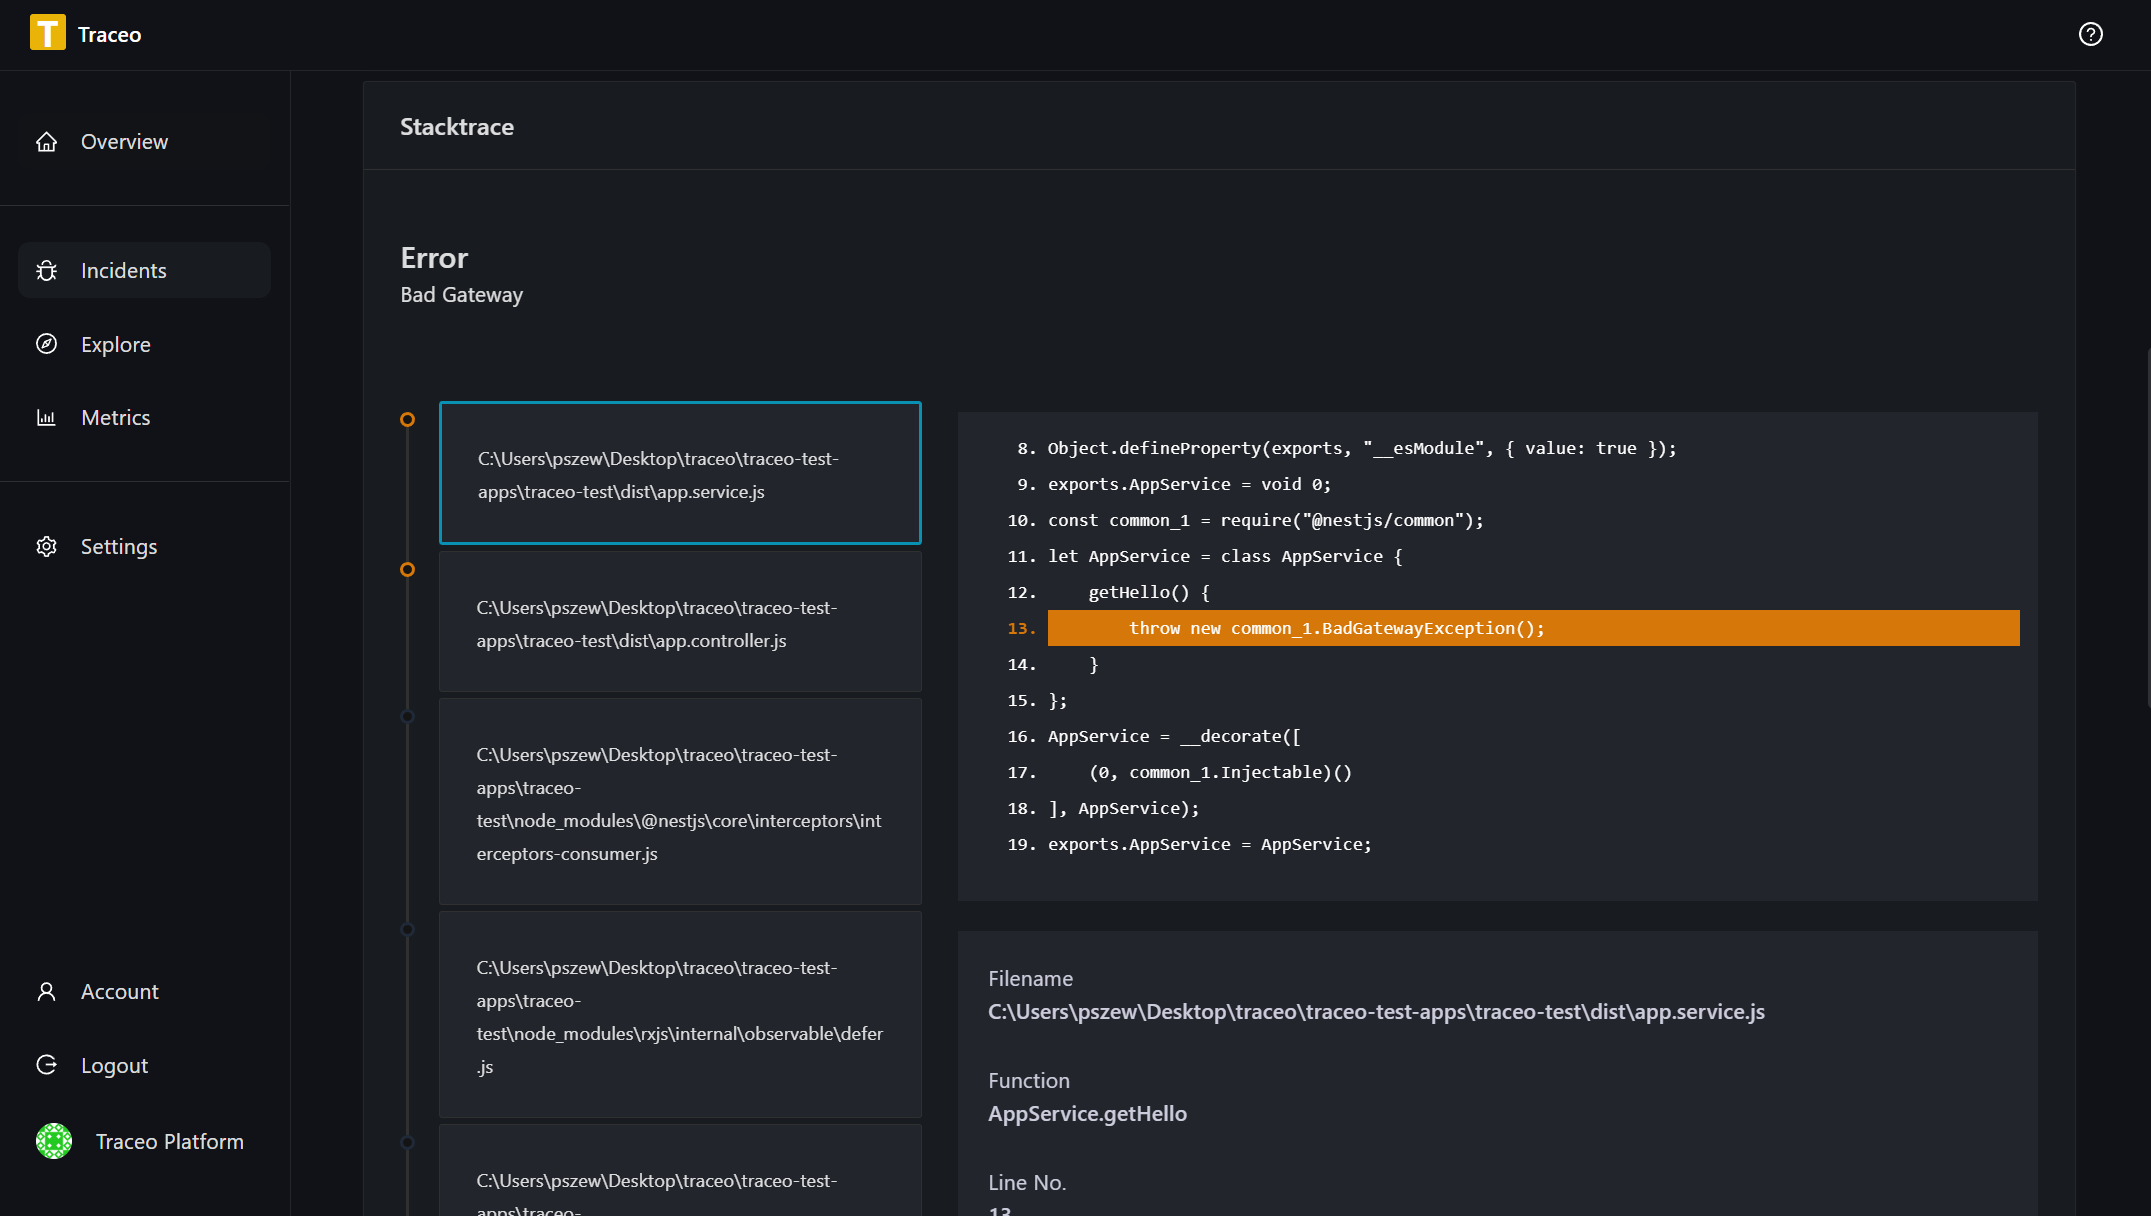 T Traceo
Overview
Incidents
Explore
Metrics
Settings
Account
Logout
Traceo Platform
Stacktrace
Error
Bad Gateway
C:\Users\pszew\Desktop\traceo\traceo-test-
apps\traceo-test\dist\app.service.js
C:\Users\pszew\Desktop\traceo\traceo-test-
apps\traceo-test\dist\app.controller.js
C:\Users\pszew\Desktop\traceo\traceo-test-
apps\traceo-
test\node_modules\@nestjs\core\interceptors\int
erceptors-consumer.js
C:\Users\pszew\Desktop\traceo\traceo-test-
apps\traceo-
test\node_modules\rxjs\internal\observable\defer
.js
C:\Users\pszew\Desktop\traceo\traceo-test-
apps\traceo-
8. Object.defineProperty(exports, "__esModule", { value: true });
9. exports.AppService = void 0;
10. const common_1 = require("@nestjs/common");
11. let AppService = class AppService {
12.     getHello() {
13.         throw new common_1.BadGatewayException();
14.     }
15. };
16. AppService = __decorate([
17.     (0, common_1.Injectable)()
18. ], AppService);
19. exports.AppService = AppService;
Filename
C:\Users\pszew\Desktop\traceo\traceo-test-apps\traceo-test\dist\app.service.js
Function
AppService.getHello
Line No.
13